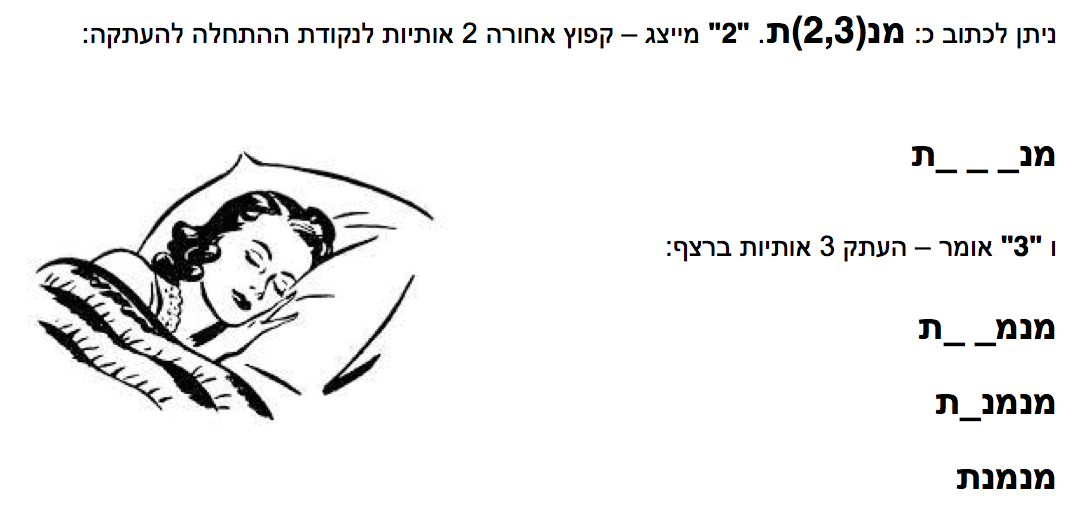 ניתן לכתוב כ: מנ(2,3)ת. "2" מייצג – קפוץ אחורה 2 אותיות לנקודת ההתחלה להעתקה:
מנ_ _ _ת
ו "3" אומר – העתק 3 אותיות ברצף:
מנמ_ _ת
מנמנ_ת
מנמנת